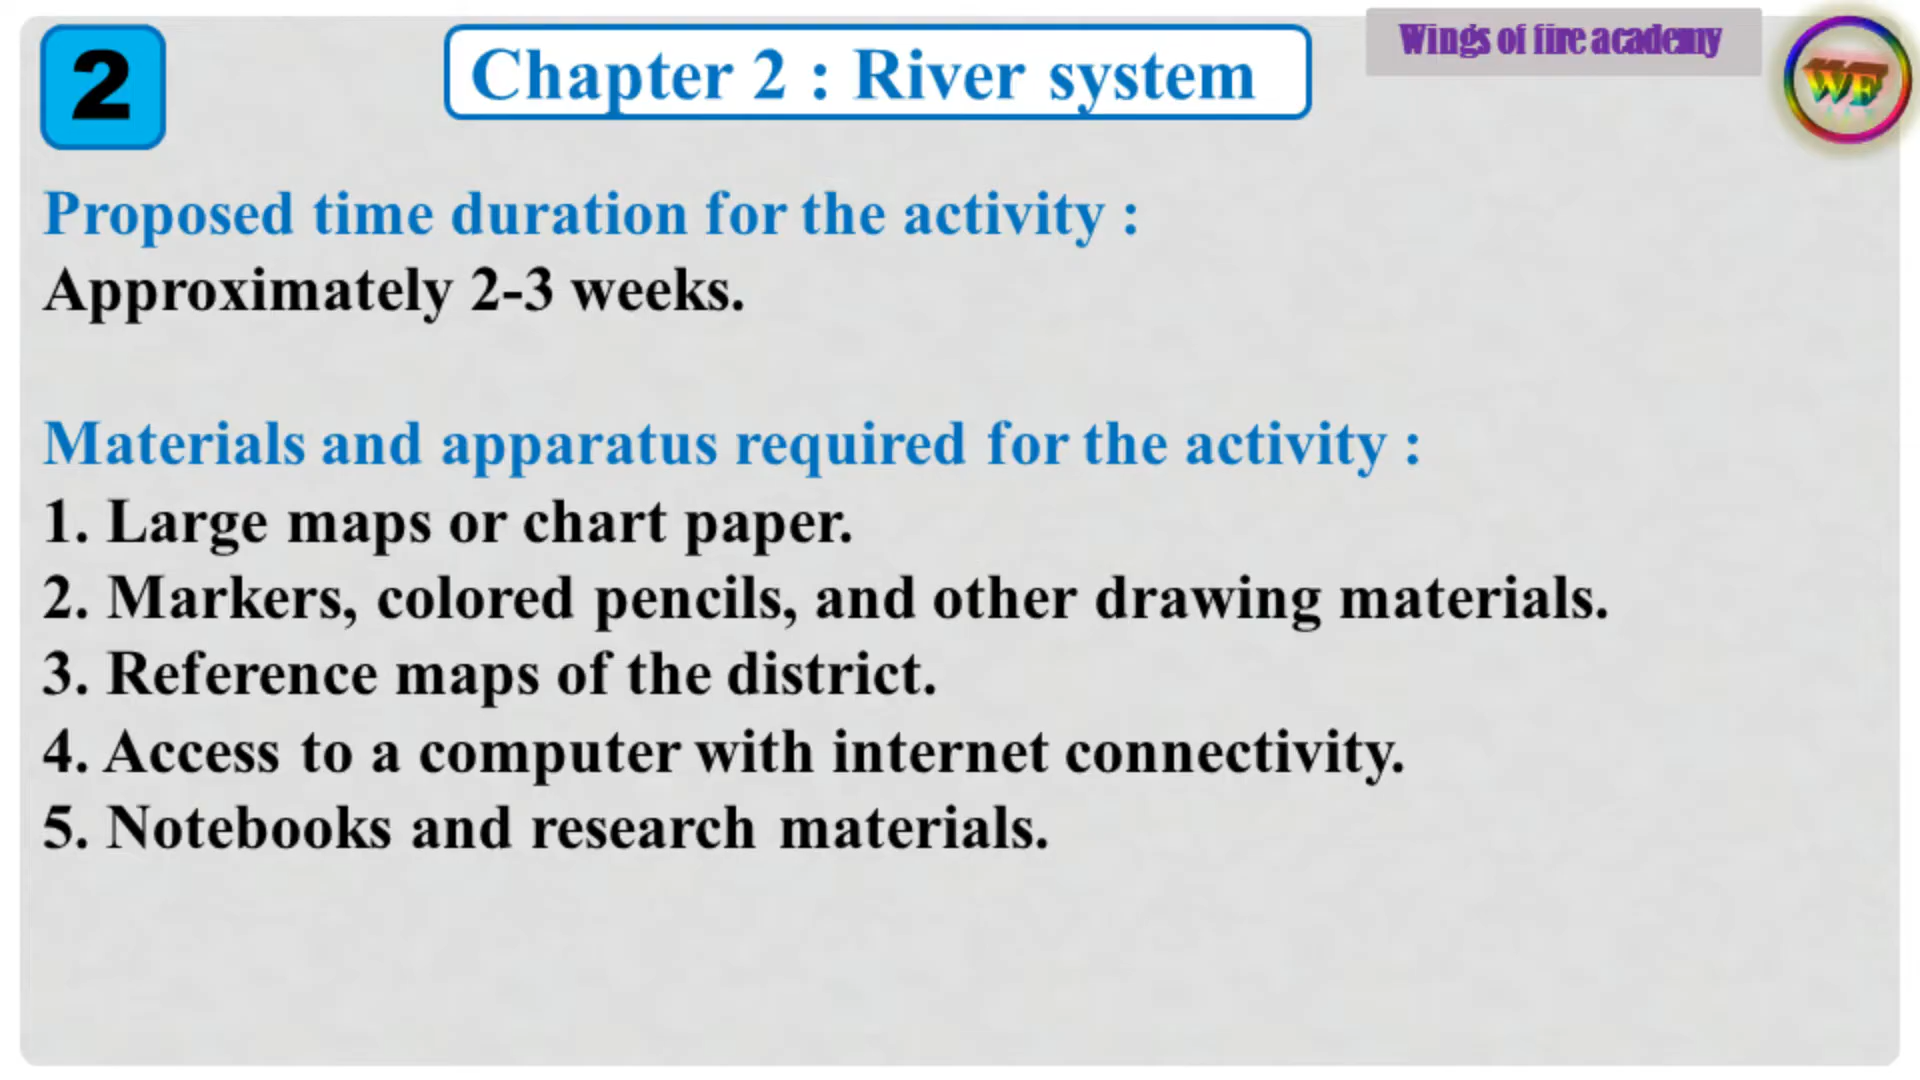 2
Chapter 2 : River system
Wings of fire academy
WF
Proposed time duration for the activity :
Approximately 2-3 weeks.
Materials and apparatus required for the activity :
1. Large maps or chart paper.
2. Markers, colored pencils, and other drawing materials.
3. Reference maps of the district.
4. Access to a computer with internet connectivity.
5. Notebooks and research materials.